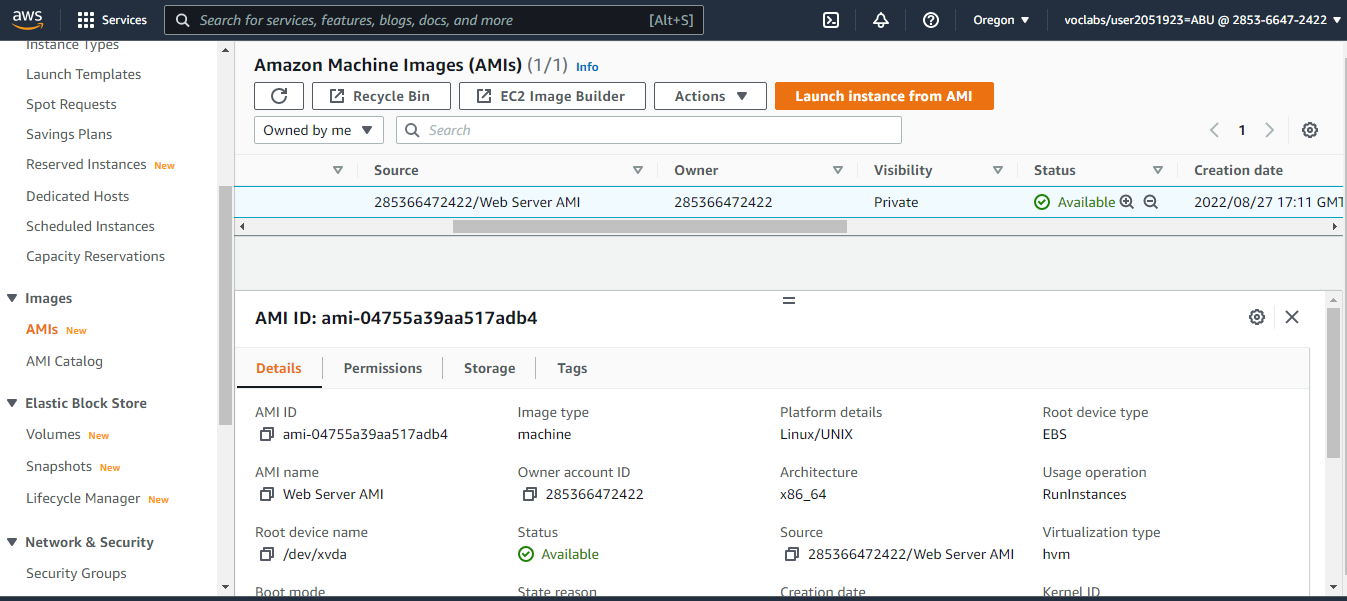 aws
Services
Search for services, features, blogs, docs, and more [Alt+S]
Oregon
voclabs/user2051923=ABU @ 2853-6647-2422
Instance Types
Launch Templates
Spot Requests
Savings Plans
Reserved Instances New
Dedicated Hosts
Scheduled Instances
Capacity Reservations
Images
AMIs New
AMI Catalog
Elastic Block Store
Volumes New
Snapshots New
Lifecycle Manager New
Network & Security
Security Groups
Amazon Machine Images (AMIs) (1/1) Info
Recycle Bin
EC2 Image Builder
Actions
Launch instance from AMI
Owned by me
Search
1
Source Owner Visibility Status Creation date
285366472422/Web Server AMI 285366472422 Private Available 2022/08/27 17:11 GMT
AMI ID: ami-04755a39aa517adb4
Details Permissions Storage Tags
AMI ID Image type Platform details Root device type
ami-04755a39aa517adb4 machine Linux/UNIX EBS
AMI name Owner account ID Architecture Usage operation
Web Server AMI 285366472422 x86_64 RunInstances
Root device name Status Source Virtualization type
/dev/xvda Available 285366472422/Web Server AMI hvm
Boot mode State reason Creation date Kernel ID